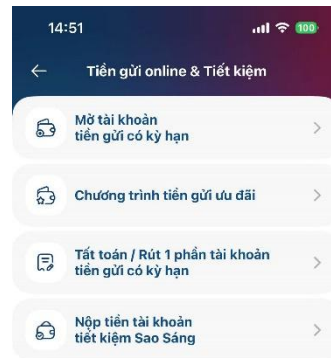 14:51
100
Tiền gửi online & Tiết kiệm
Mở tài khoản
tiền gửi có kỳ hạn
Chương trình tiền gửi ưu đãi
Tất toán / Rút 1 phần tài khoản
tiền gửi có kỳ hạn
Nộp tiền tài khoản
tiết kiệm Sao Sáng